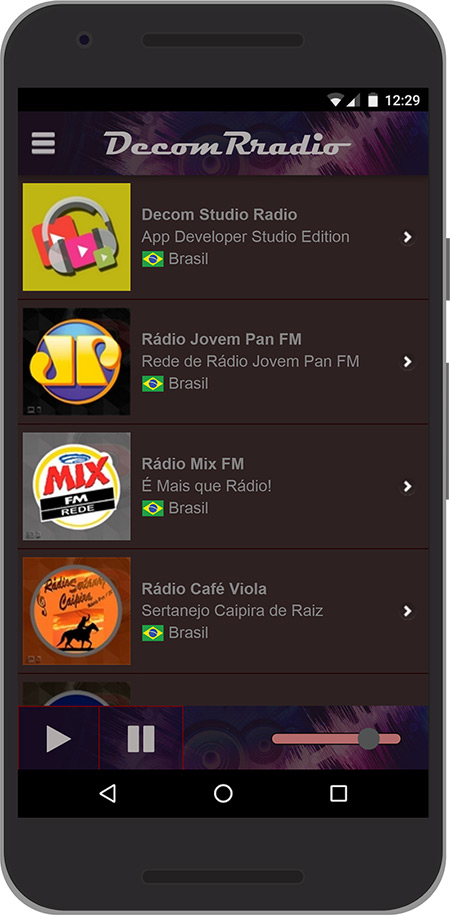 12:29
DecomRradio
Decom Studio Radio
App Developer Studio Edition
Brasil
JP
Rádio Jovem Pan FM
Rede de Rádio Jovem Pan FM
Brasil
MIX
FM
REDE
Rádio Mix FM
É Mais que Rádio!
Brasil
Rádio Sertanejo
Caipira
Rádio Café Viola
Sertanejo Caipira de Raiz
Brasil